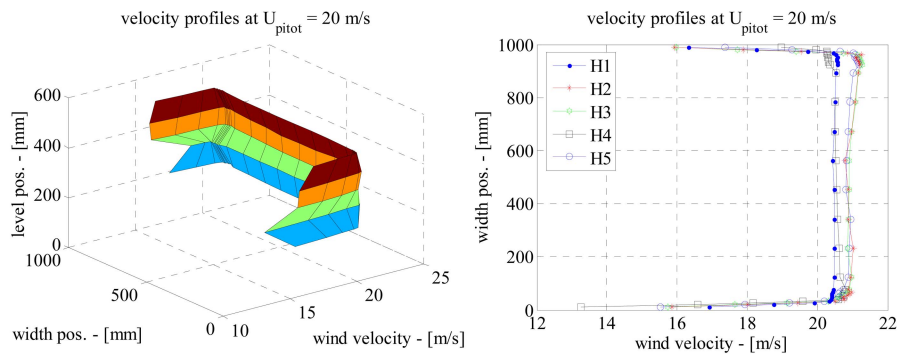 velocity profiles at U_pitot = 20 m/s
600
400
200
0
level pos. - [mm]
1000
500
0
width pos. - [mm]
10
15
20
25
wind velocity - [m/s]
velocity profiles at U_pitot = 20 m/s
1000
800
600
400
200
0
width pos. - [mm]
H1
H2
H3
H4
H5
12
14
16
18
20
22
wind velocity - [m/s]